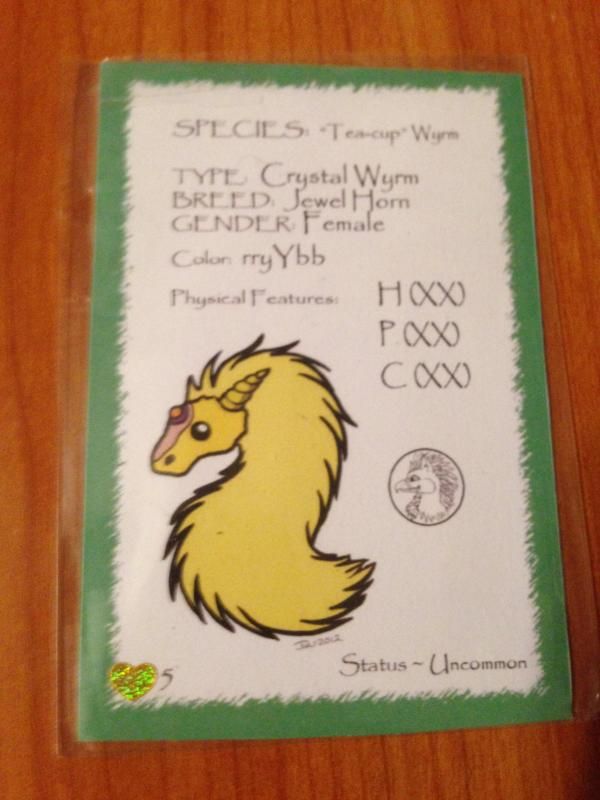 SPECIES: "Tea-cup" Wyrm
TYPE: Crystal Wyrm
BREED: Jewel Horn
GENDER: Female
Color: rryYbb
Physical Features: H (XX)
P (XX)
C (XX)
2012
Status ~ Uncommon
5